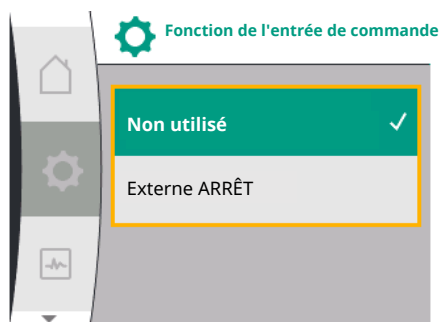 Fonction de l'entrée de commande
Non utilisé
Externe ARRÊT